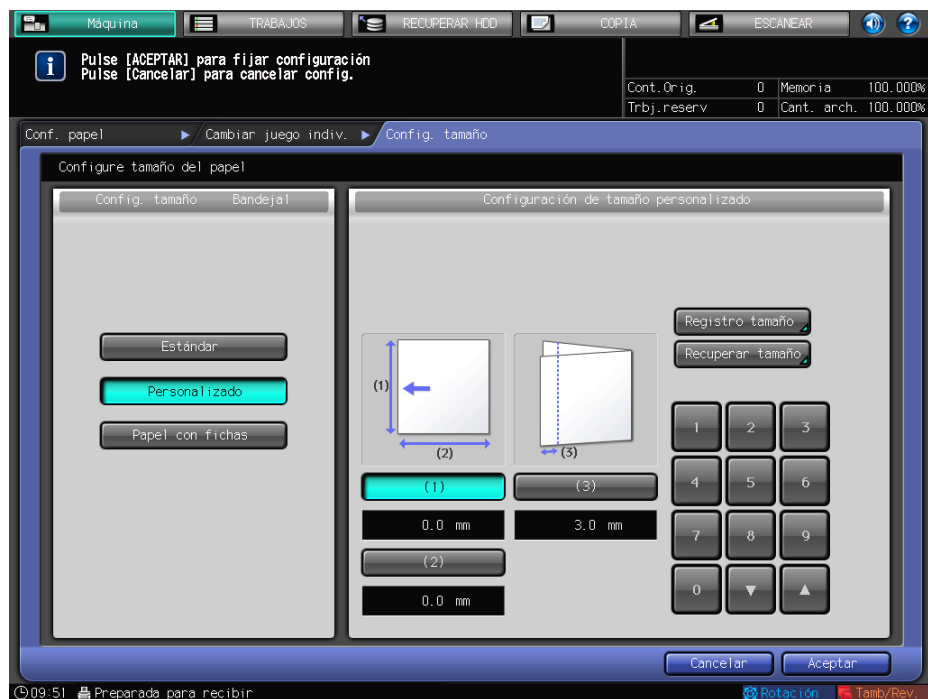 Máquina
TRABAJOS
RECUPERAR HDD
COPIA
ESCANEAR
Pulse [ACEPTAR] para fijar configuración
Pulse [Cancelar] para cancelar config.
Cont.Orig. 0 Memoria 100.000%
Trbj.reserv 0 Cant. arch. 100.000%
Conf. papel Cambiar juego indiv. Config. tamaño
Configure tamaño del papel
Config. tamaño Bandeja1
Configuración de tamaño personalizado
Estándar
Personalizado
Papel con fichas
(1)
(2)
(3)
(1)
0.0 mm
(2)
0.0 mm
(3)
3.0 mm
Registro tamaño
Recuperar tamaño
1 2 3
4 5 6
7 8 9
0 ▼ ▲
Cancelar Aceptar
09:51 Preparada para recibir
Rotación Tamb/Rev.